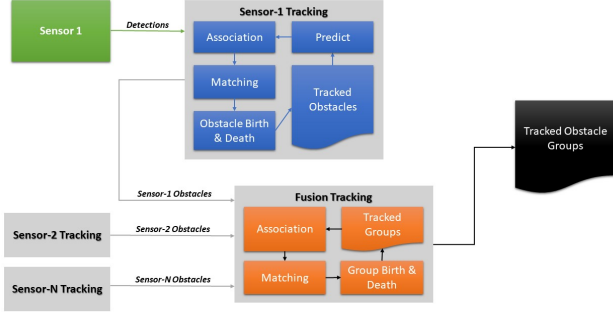 Sensor-1 Tracking
Sensor 1
Detections
Association
Predict
Matching
Tracked
Obstacles
Obstacle Birth
& Death
Tracked Obstacle
Groups
Sensor-1 Obstacles
Fusion Tracking
Sensor-2 Tracking
Sensor-2 Obstacles
Association
Tracked
Groups
Sensor-N Tracking
Sensor-N Obstacles
Matching
Group Birth &
Death